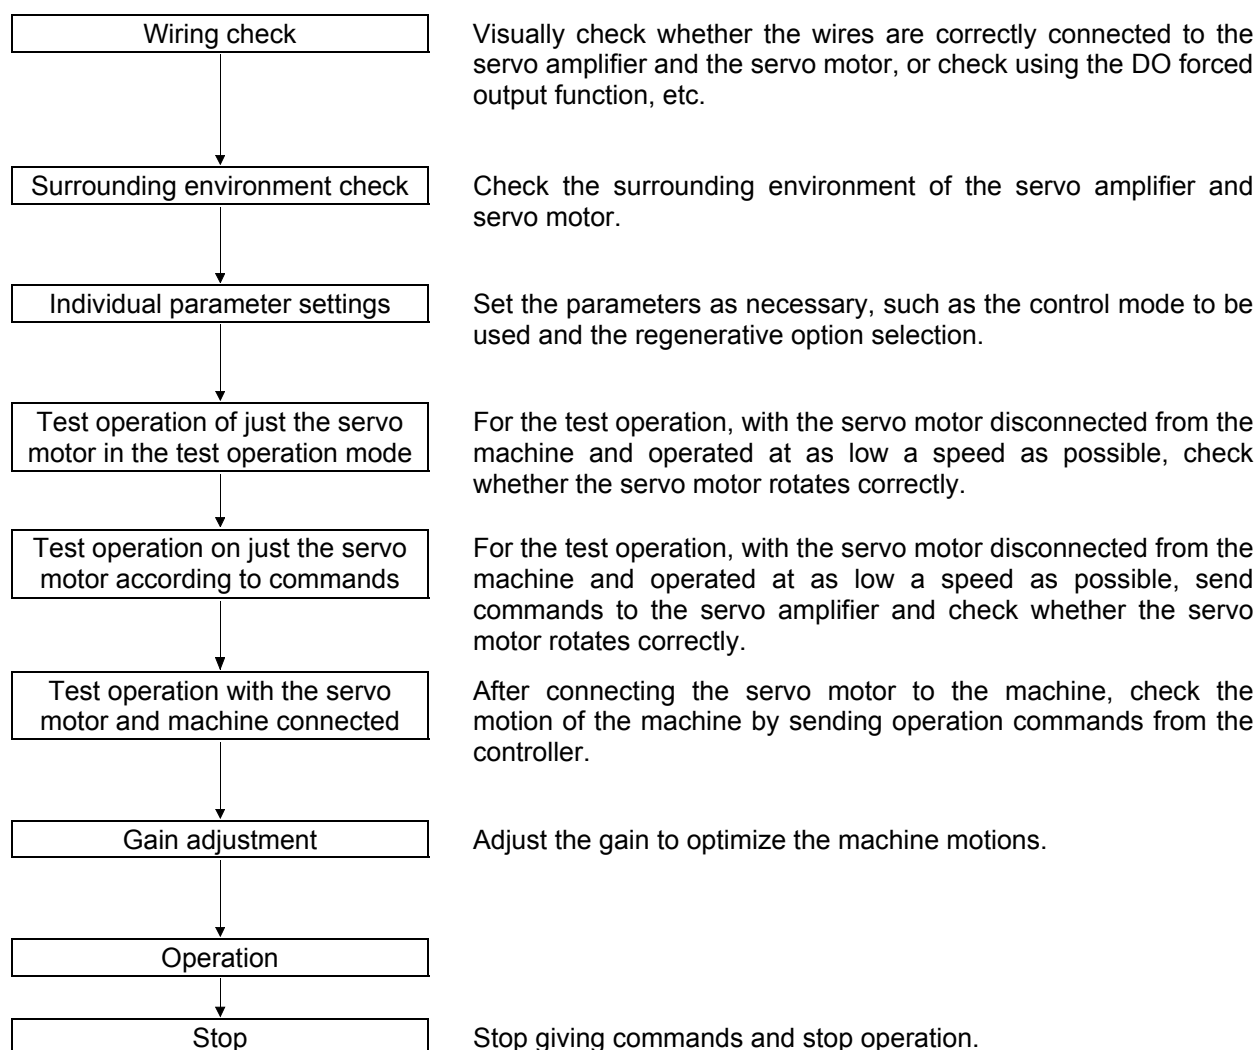 Wiring check
Visually check whether the wires are correctly connected to the
servo amplifier and the servo motor, or check using the DO forced
output function, etc.
Surrounding environment check
Check the surrounding environment of the servo amplifier and
servo motor.
Individual parameter settings
Set the parameters as necessary, such as the control mode to be
used and the regenerative option selection.
Test operation of just the servo
motor in the test operation mode
For the test operation, with the servo motor disconnected from the
machine and operated at as low a speed as possible, check
whether the servo motor rotates correctly.
Test operation on just the servo
motor according to commands
For the test operation, with the servo motor disconnected from the
machine and operated at as low a speed as possible, send
commands to the servo amplifier and check whether the servo
motor rotates correctly.
Test operation with the servo
motor and machine connected
After connecting the servo motor to the machine, check the
motion of the machine by sending operation commands from the
controller.
Gain adjustment
Adjust the gain to optimize the machine motions.
Operation
Stop
Stop giving commands and stop operation.